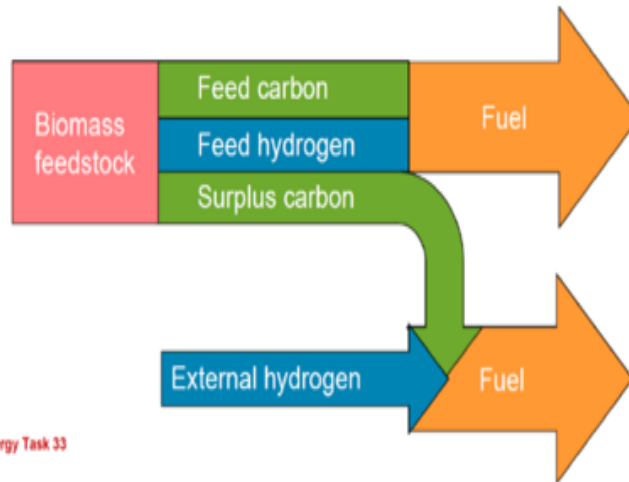 Biomass
feedstock
Feed carbon
Feed hydrogen
Surplus carbon
Fuel
External hydrogen
Fuel
rgy Task 33